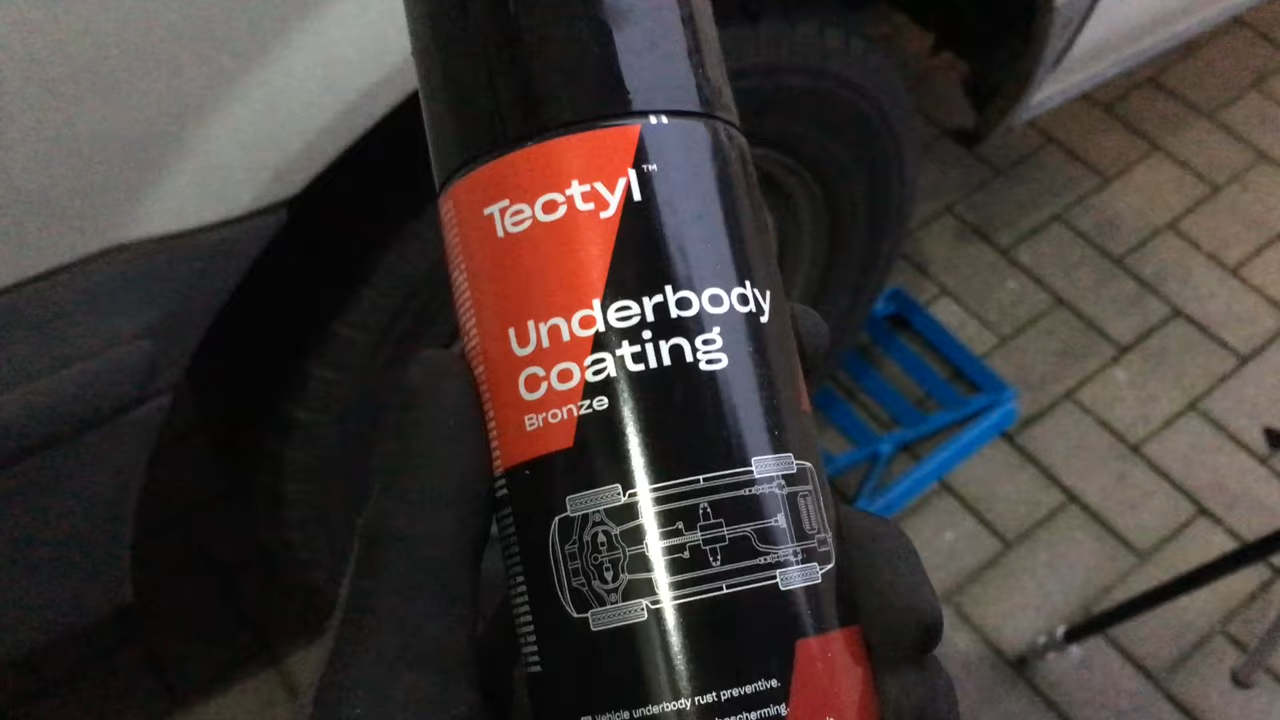 Tectyl™
Underbody
Coating
Bronze
Vehicle underbody rust preventive.